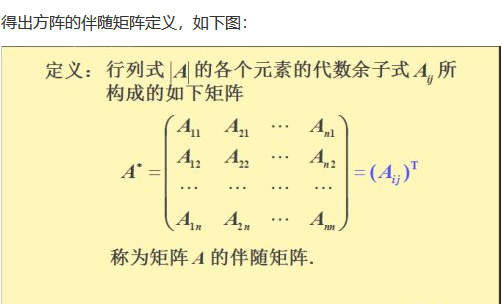 得出方阵的伴随矩阵定义，如下图：
定义：行列式 |A| 的各个元素的代数余子式 A_{ij} 所
构成的如下矩阵
A^* = \begin{pmatrix} A_{11} & A_{21} & \cdots & A_{n1} \\ A_{12} & A_{22} & \cdots & A_{n2} \\ \cdots & \cdots & \cdots & \cdots \\ A_{1n} & A_{2n} & \cdots & A_{nn} \end{pmatrix} = (A_{ij})^T
称为矩阵 A 的伴随矩阵.